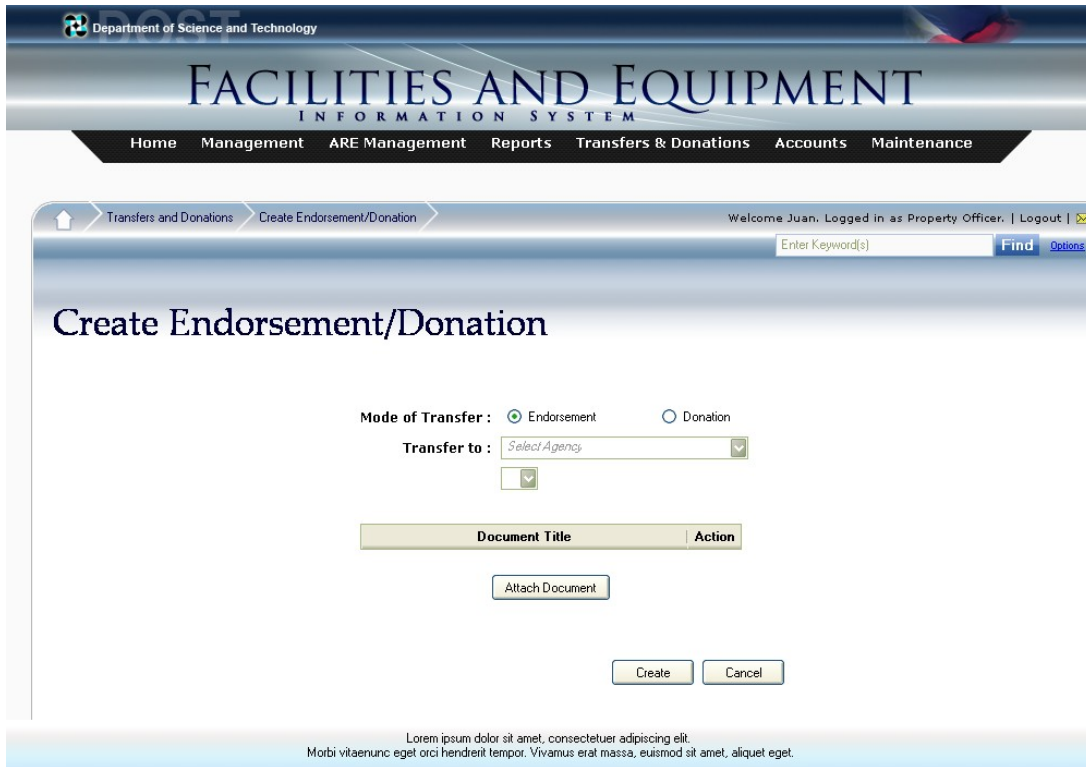 DOST
Department of Science and Technology
FACILITIES AND EQUIPMENT
INFORMATION SYSTEM
Home Management ARE Management Reports Transfers & Donations Accounts Maintenance
Transfers and Donations Create Endorsement/Donation
Welcome Juan. Logged in as Property Officer. | Logout |
Enter Keyword(s) Find Options
Create Endorsement/Donation
Mode of Transfer : Endorsement Donation
Transfer to : Select Agency
Document Title Action
Attach Document
Create Cancel
Lorem ipsum dolor sit amet, consectetuer adipiscing elit.
Morbi vitaenunc eget orci hendrerit tempor. Vivamus erat massa, euismod sit amet, aliquet eget.